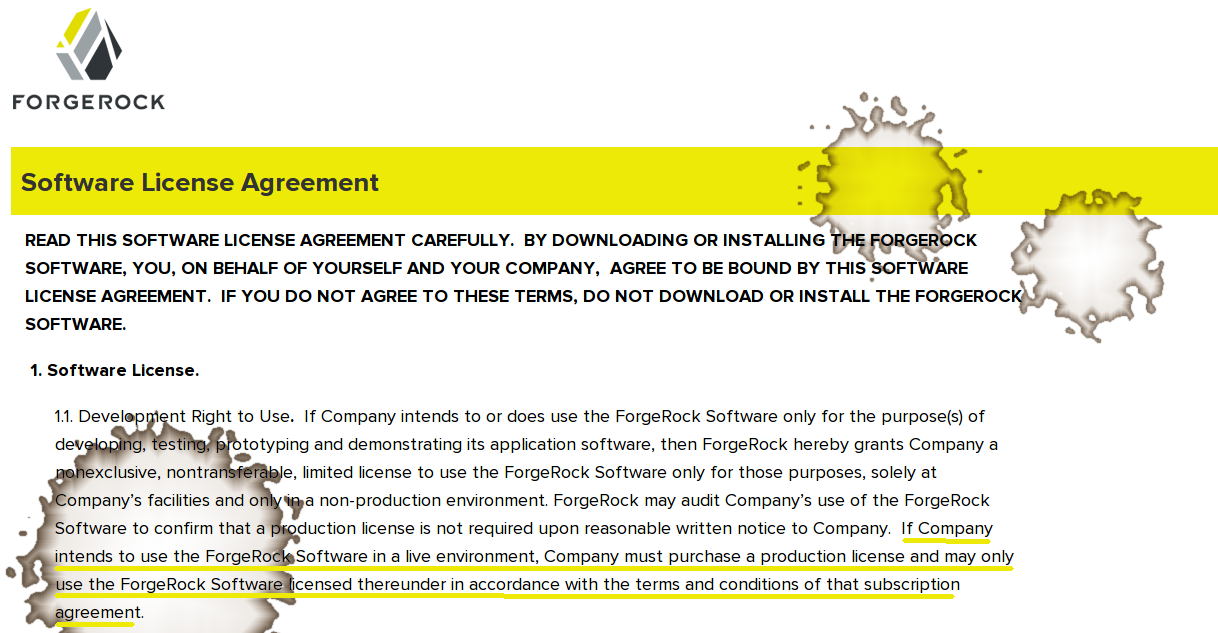 FORGEROCK
Software License Agreement
READ THIS SOFTWARE LICENSE AGREEMENT CAREFULLY.  BY DOWNLOADING OR INSTALLING THE FORGEROCK
SOFTWARE, YOU, ON BEHALF OF YOURSELF AND YOUR COMPANY,  AGREE TO BE BOUND BY THIS SOFTWARE
LICENSE AGREEMENT.  IF YOU DO NOT AGREE TO THESE TERMS, DO NOT DOWNLOAD OR INSTALL THE FORGEROCK
SOFTWARE.
1. Software License.
1.1. Development Right to Use.  If Company intends to or does use the ForgeRock Software only for the purpose(s) of
developing, testing, prototyping and demonstrating its application software, then ForgeRock hereby grants Company a
nonexclusive, nontransferable, limited license to use the ForgeRock Software only for those purposes, solely at
Company's facilities and only in a non-production environment. ForgeRock may audit Company's use of the ForgeRock
Software to confirm that a production license is not required upon reasonable written notice to Company.  If Company
intends to use the ForgeRock Software in a live environment, Company must purchase a production license and may only
use the ForgeRock Software licensed thereunder in accordance with the terms and conditions of that subscription
agreement.